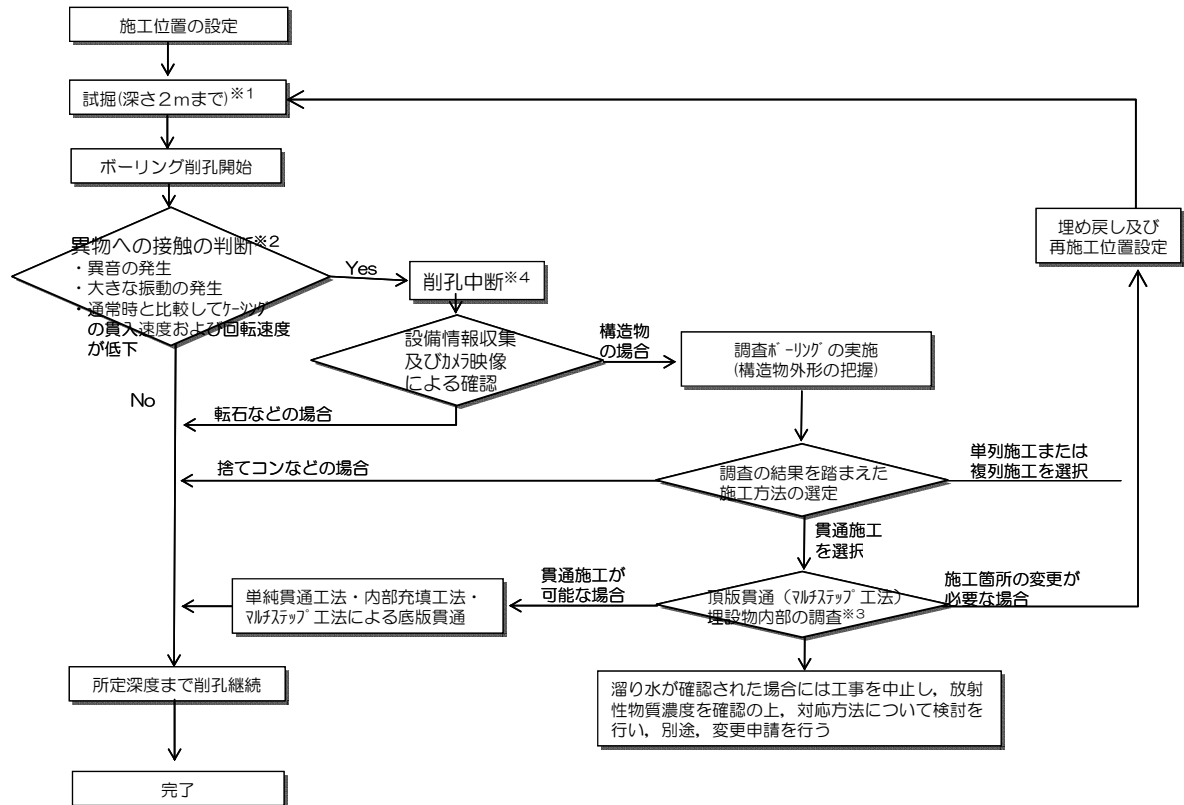 施工位置の設定
試掘(深さ2mまで)※1
ボーリング削孔開始
異物への接触の判断※2
・異音の発生
・大きな振動の発生
・通常時と比較してｹｰｼﾝｸﾞ
の貫入速度および回転速度
が低下
Yes
No
削孔中断※4
設備情報収集
及びｶﾒﾗ映像
による確認
構造物
の場合
転石などの場合
調査ﾎﾞｰﾘﾝｸﾞの実施
(構造物外形の把握)
埋め戻し及び
再施工位置設定
捨てコンなどの場合
調査の結果を踏まえた
施工方法の選定
単列施工または
複列施工を選択
貫通施工
を選択
単純貫通工法・内部充填工法・
ﾏﾙﾁｽﾃｯﾌﾟ工法による底版貫通
貫通施工が
可能な場合
頂版貫通（ﾏﾙﾁｽﾃｯﾌﾟ工法）
埋設物内部の調査※3
施工箇所の変更が
必要な場合
所定深度まで削孔継続
溜り水が確認された場合には工事を中止し，放射
性物質濃度を確認の上，対応方法について検討を
行い，別途，変更申請を行う
完了